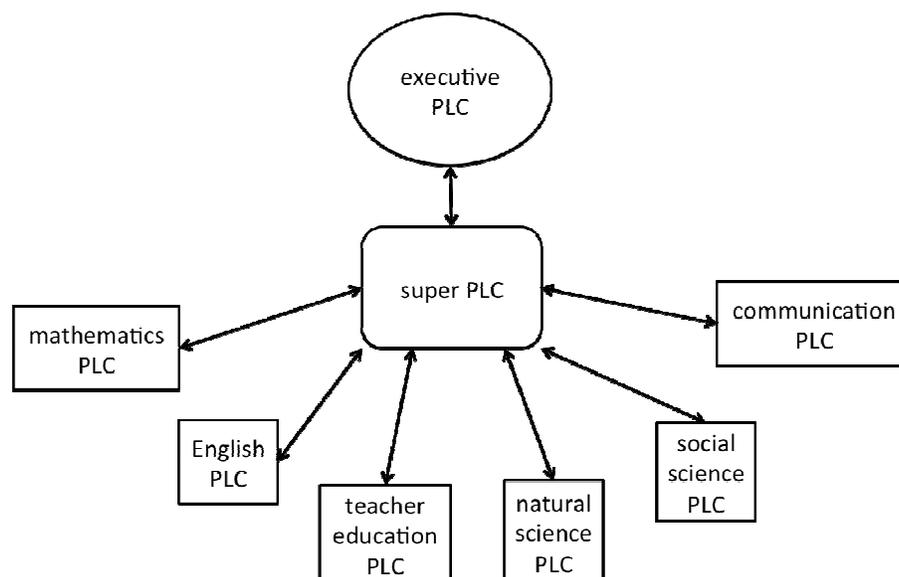 executive
PLC
super PLC
mathematics
PLC
communication
PLC
English
PLC
social
science
PLC
teacher
education
PLC
natural
science
PLC